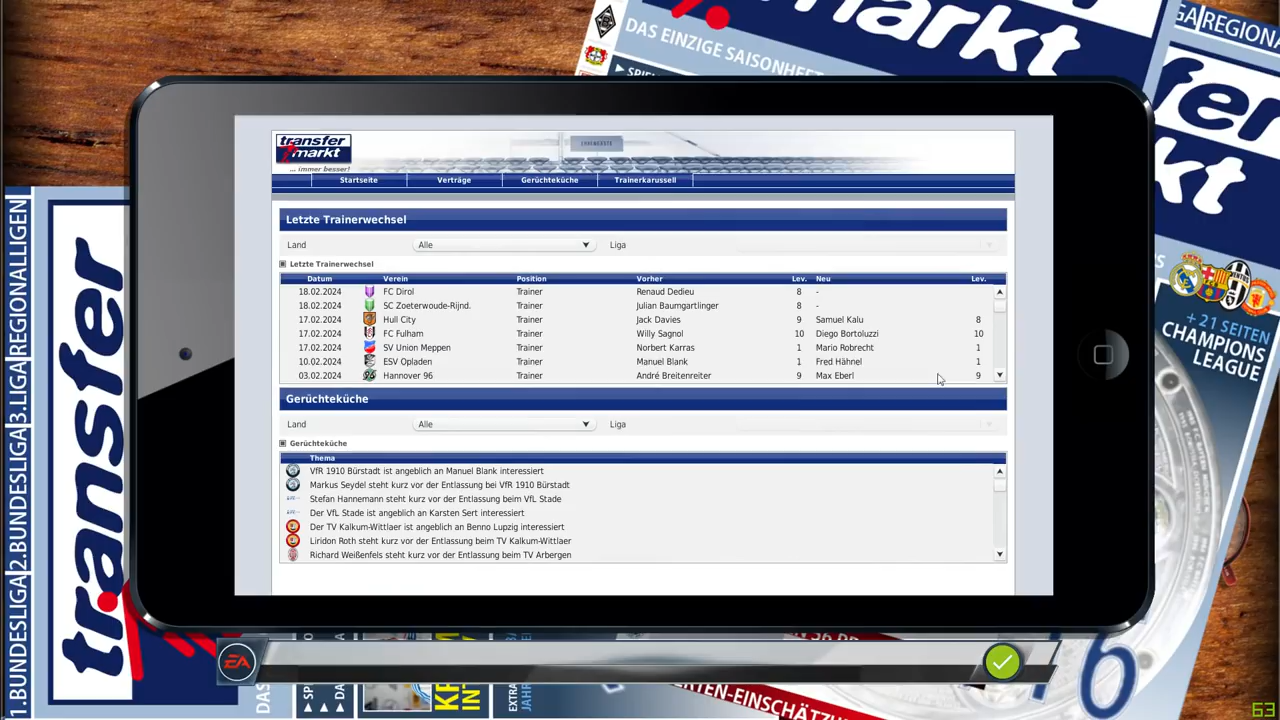 DAS EINZIGE SAISONHEFT
markt
transfer
markt
... immer besser!
EHRENGÄSTE
Startseite Verträge Gerüchteküche Trainerkarussell
Letzte Trainerwechsel
Land Alle Liga
Letzte Trainerwechsel
Datum Verein Position Vorher Lev. Neu Lev.
18.02.2024 FC Dirol Trainer Renaud Dedieu 8 -
18.02.2024 SC Zoeterwoude-Rijnd. Trainer Julian Baumgartlinger 8 -
17.02.2024 Hull City Trainer Jack Davies 9 Samuel Kalu 8
17.02.2024 FC Fulham Trainer Willy Sagnol 10 Diego Bortoluzzi 10
17.02.2024 SV Union Meppen Trainer Norbert Karras 1 Mario Robrecht 1
10.02.2024 ESV Opladen Trainer Manuel Blank 1 Fred Hähnel 1
03.02.2024 Hannover 96 Trainer André Breitenreiter 9 Max Eberl 9
Gerüchteküche
Land Alle Liga
Gerüchteküche
Thema
VfR 1910 Bürstadt ist angeblich an Manuel Blank interessiert
Markus Seydel steht kurz vor der Entlassung bei VfR 1910 Bürstadt
Stefan Hannemann steht kurz vor der Entlassung beim VfL Stade
Der VfL Stade ist angeblich an Karsten Sert interessiert
Der TV Kalkum-Wittlaer ist angeblich an Benno Lupzig interessiert
Liridon Roth steht kurz vor der Entlassung beim TV Kalkum-Wittlaer
Richard Weißenfels steht kurz vor der Entlassung beim TV Arbergen
1.BUNDESLIGA 2.BUNDESLIGA 3.LIGA REGIONALLIGEN
transfer
+ 21 SEITEN
CHAMPIONS
LEAGUE
EA
DAS
EXTRA
63